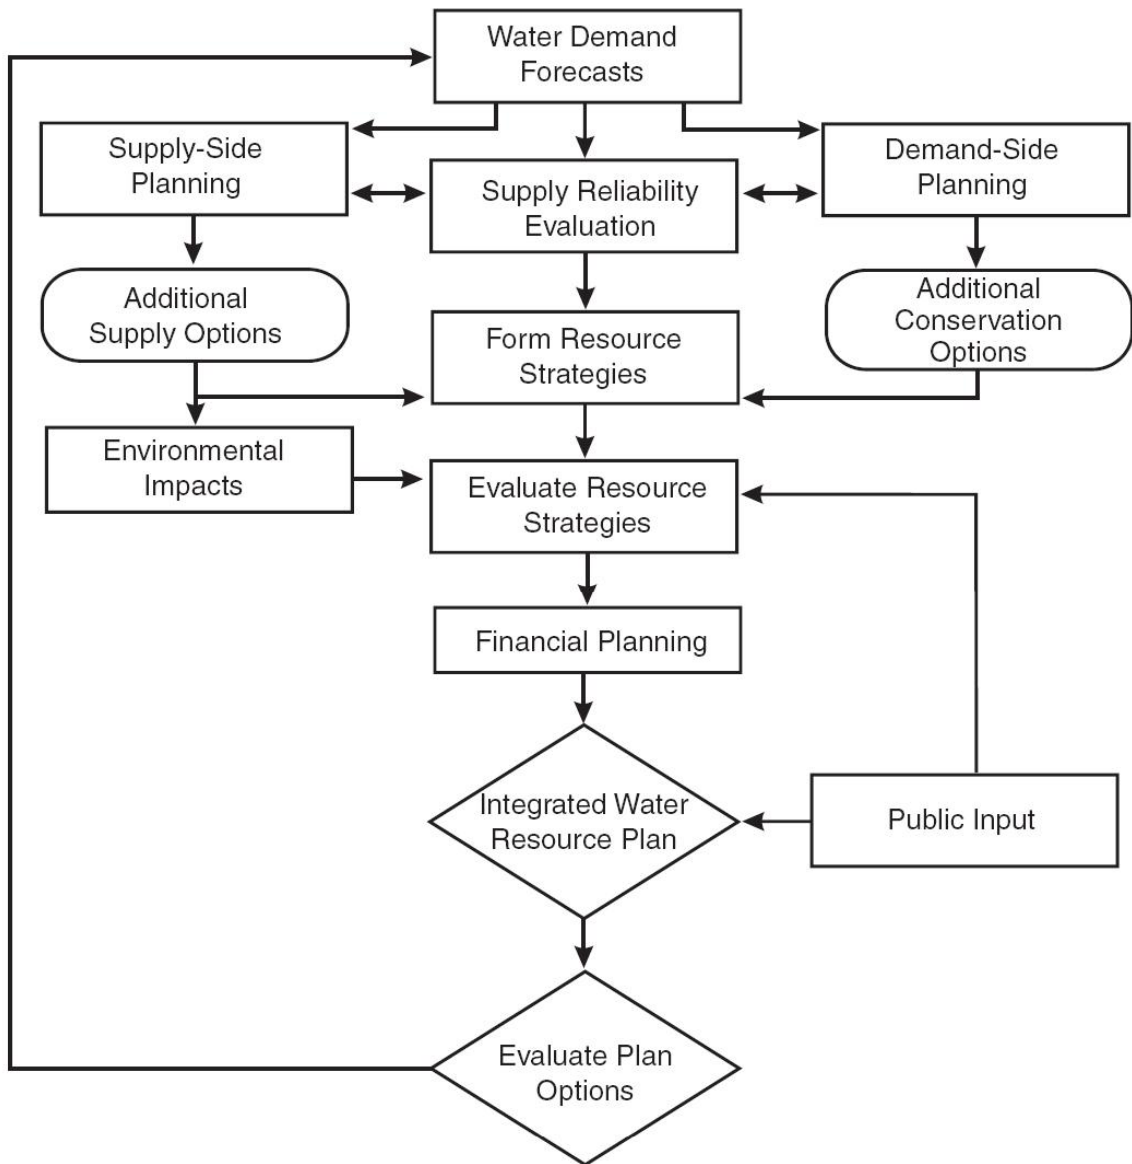 Water Demand
Forecasts
Supply-Side
Planning
Supply Reliability
Evaluation
Demand-Side
Planning
Additional
Supply Options
Form Resource
Strategies
Additional
Conservation
Options
Environmental
Impacts
Evaluate Resource
Strategies
Financial Planning
Integrated Water
Resource Plan
Public Input
Evaluate Plan
Options